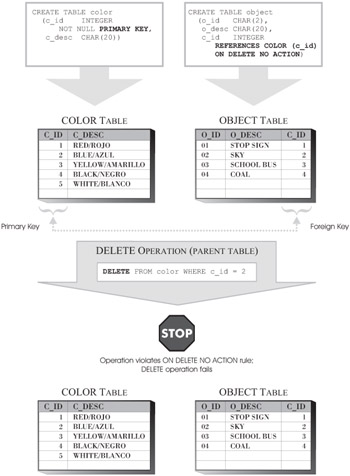 CREATE TABLE color
(c_id INTEGER
NOT NULL PRIMARY KEY,
c_desc CHAR(20))
CREATE TABLE object
(o_id CHAR(2),
o_desc CHAR(20),
c_id INTEGER
REFERENCES COLOR (c_id)
ON DELETE NO ACTION)
COLOR TABLE
C_ID C_DESC
1 RED/ROJO
2 BLUE/AZUL
3 YELLOW/AMARILLO
4 BLACK/NEGRO
5 WHITE/BLANCO
OBJECT TABLE
O_ID O_DESC C_ID
01 STOP SIGN 1
02 SKY 2
03 SCHOOL BUS 3
04 COAL 4
Primary Key
Foreign Key
DELETE OPERATION (PARENT TABLE)
DELETE FROM color WHERE c_id = 2
STOP
Operation violates ON DELETE NO ACTION rule:
DELETE operation fails
COLOR TABLE
C_ID C_DESC
1 RED/ROJO
2 BLUE/AZUL
3 YELLOW/AMARILLO
4 BLACK/NEGRO
5 WHITE/BLANCO
OBJECT TABLE
O_ID O_DESC C_ID
01 STOP SIGN 1
02 SKY 2
03 SCHOOL BUS 3
04 COAL 4